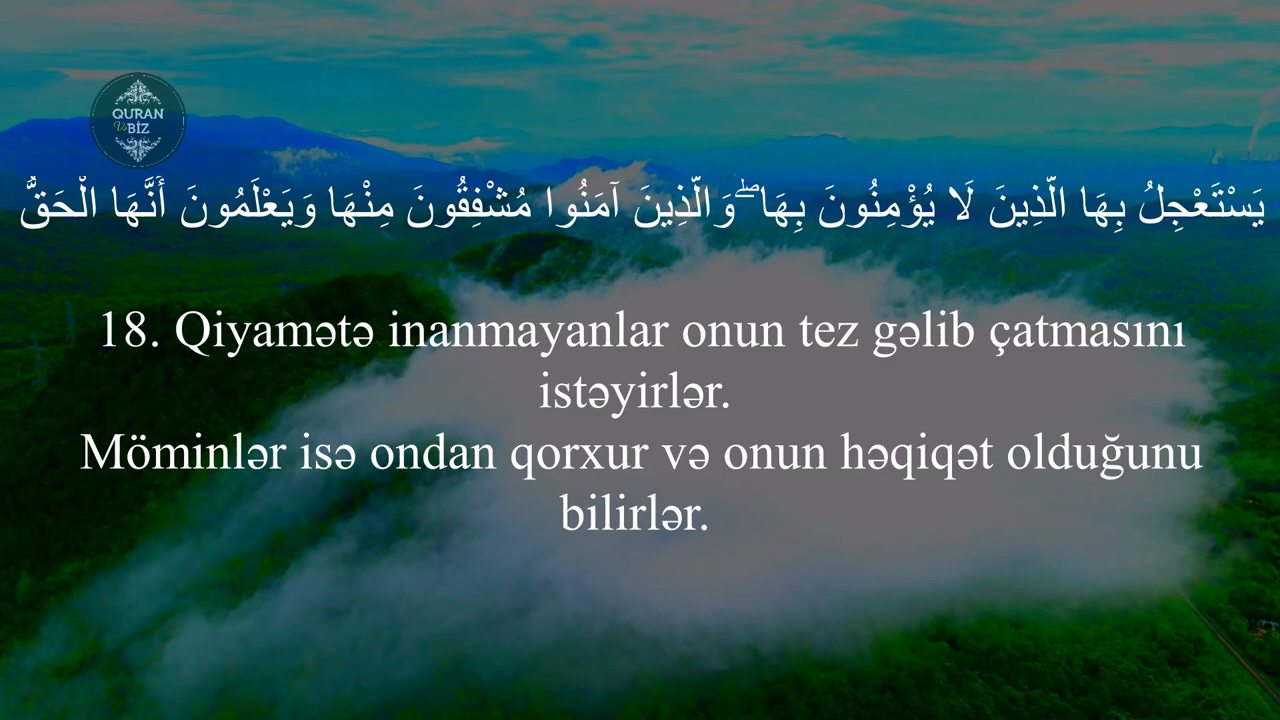 QURAN
Və
BİZ
يَسْتَعْجِلُ بِهَا الَّذِينَ لَا يُؤْمِنُونَ بِهَا ۖ وَالَّذِينَ آمَنُوا مُشْفِقُونَ مِنْهَا وَيَعْلَمُونَ أَنَّهَا الْحَقُّ ۗ
18. Qiyamətə inanmayanlar onun tez gəlib çatmasını
istəyirlər.
Möminlər isə ondan qorxur və onun həqiqət olduğunu
bilirlər.